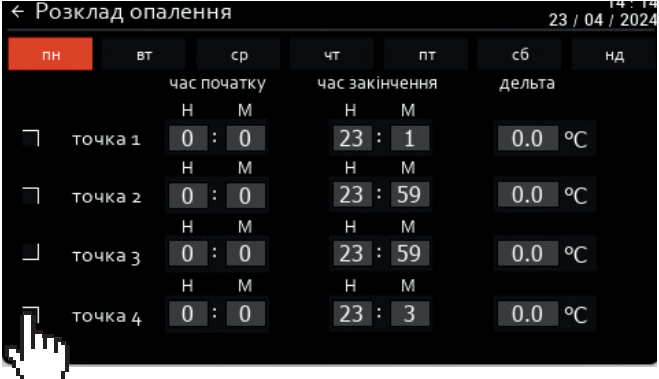 ← Розклад опалення
14 : 14
23 / 04 / 2024
пн вт ср чт пт сб нд
час початку час закінчення дельта
H M H M
точка 1 0 : 0 23 : 1 0.0 °C
H M H M
точка 2 0 : 0 23 : 59 0.0 °C
H M H M
точка 3 0 : 0 23 : 59 0.0 °C
H M H M
точка 4 0 : 0 23 : 3 0.0 °C